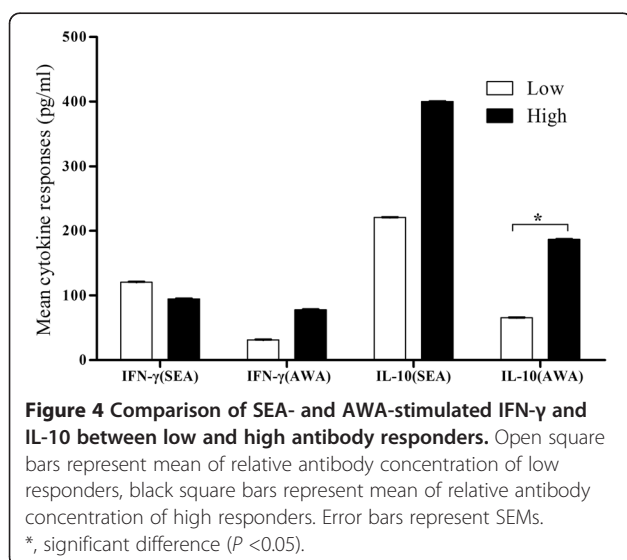 500
400
300
200
100
0
Mean cytokine responses (pg/ml)
Low
High
*
IFN-γ(SEA) IFN-γ(AWA) IL-10(SEA) IL-10(AWA)
Figure 4 Comparison of SEA- and AWA-stimulated IFN-γ and
IL-10 between low and high antibody responders. Open square
bars represent mean of relative antibody concentration of low
responders, black square bars represent mean of relative antibody
concentration of high responders. Error bars represent SEMs.
*, significant difference (P <0.05).